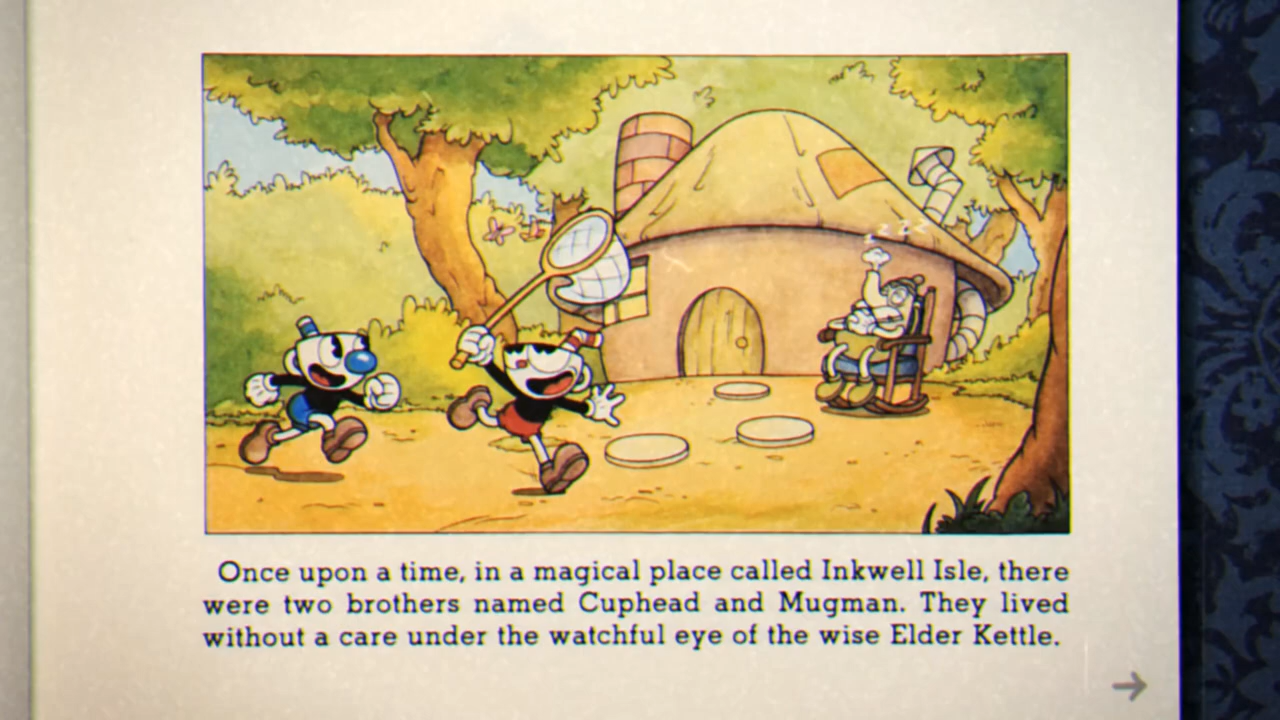 z z z z
Once upon a time, in a magical place called Inkwell Isle, there
were two brothers named Cuphead and Mugman. They lived
without a care under the watchful eye of the wise Elder Kettle.